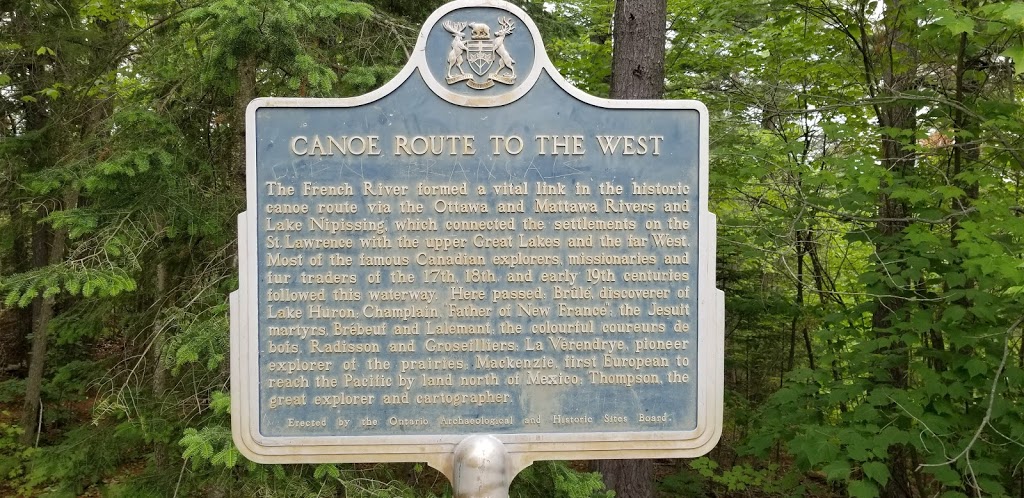 CANOE ROUTE TO THE WEST
The French River formed a vital link in the historic
canoe route via the Ottawa and Mattawa Rivers and
Lake Nipissing, which connected the settlements on the
St. Lawrence with the upper Great Lakes and the far West.
Most of the famous Canadian explorers, missionaries and
fur traders of the 17th, 18th, and early 19th centuries
followed this waterway. Here passed: Brûlé, discoverer of
Lake Huron; Champlain, "Father of New France"; the Jesuit
martyrs, Brébeuf and Lalemant; the colourful coureurs de
bois, Radisson and Groseilliers; La Vérendrye, pioneer
explorer of the prairies; Mackenzie, first European to
reach the Pacific by land north of Mexico; Thompson, the
great explorer and cartographer.
Erected by the Ontario Archaeological and Historic Sites Board.